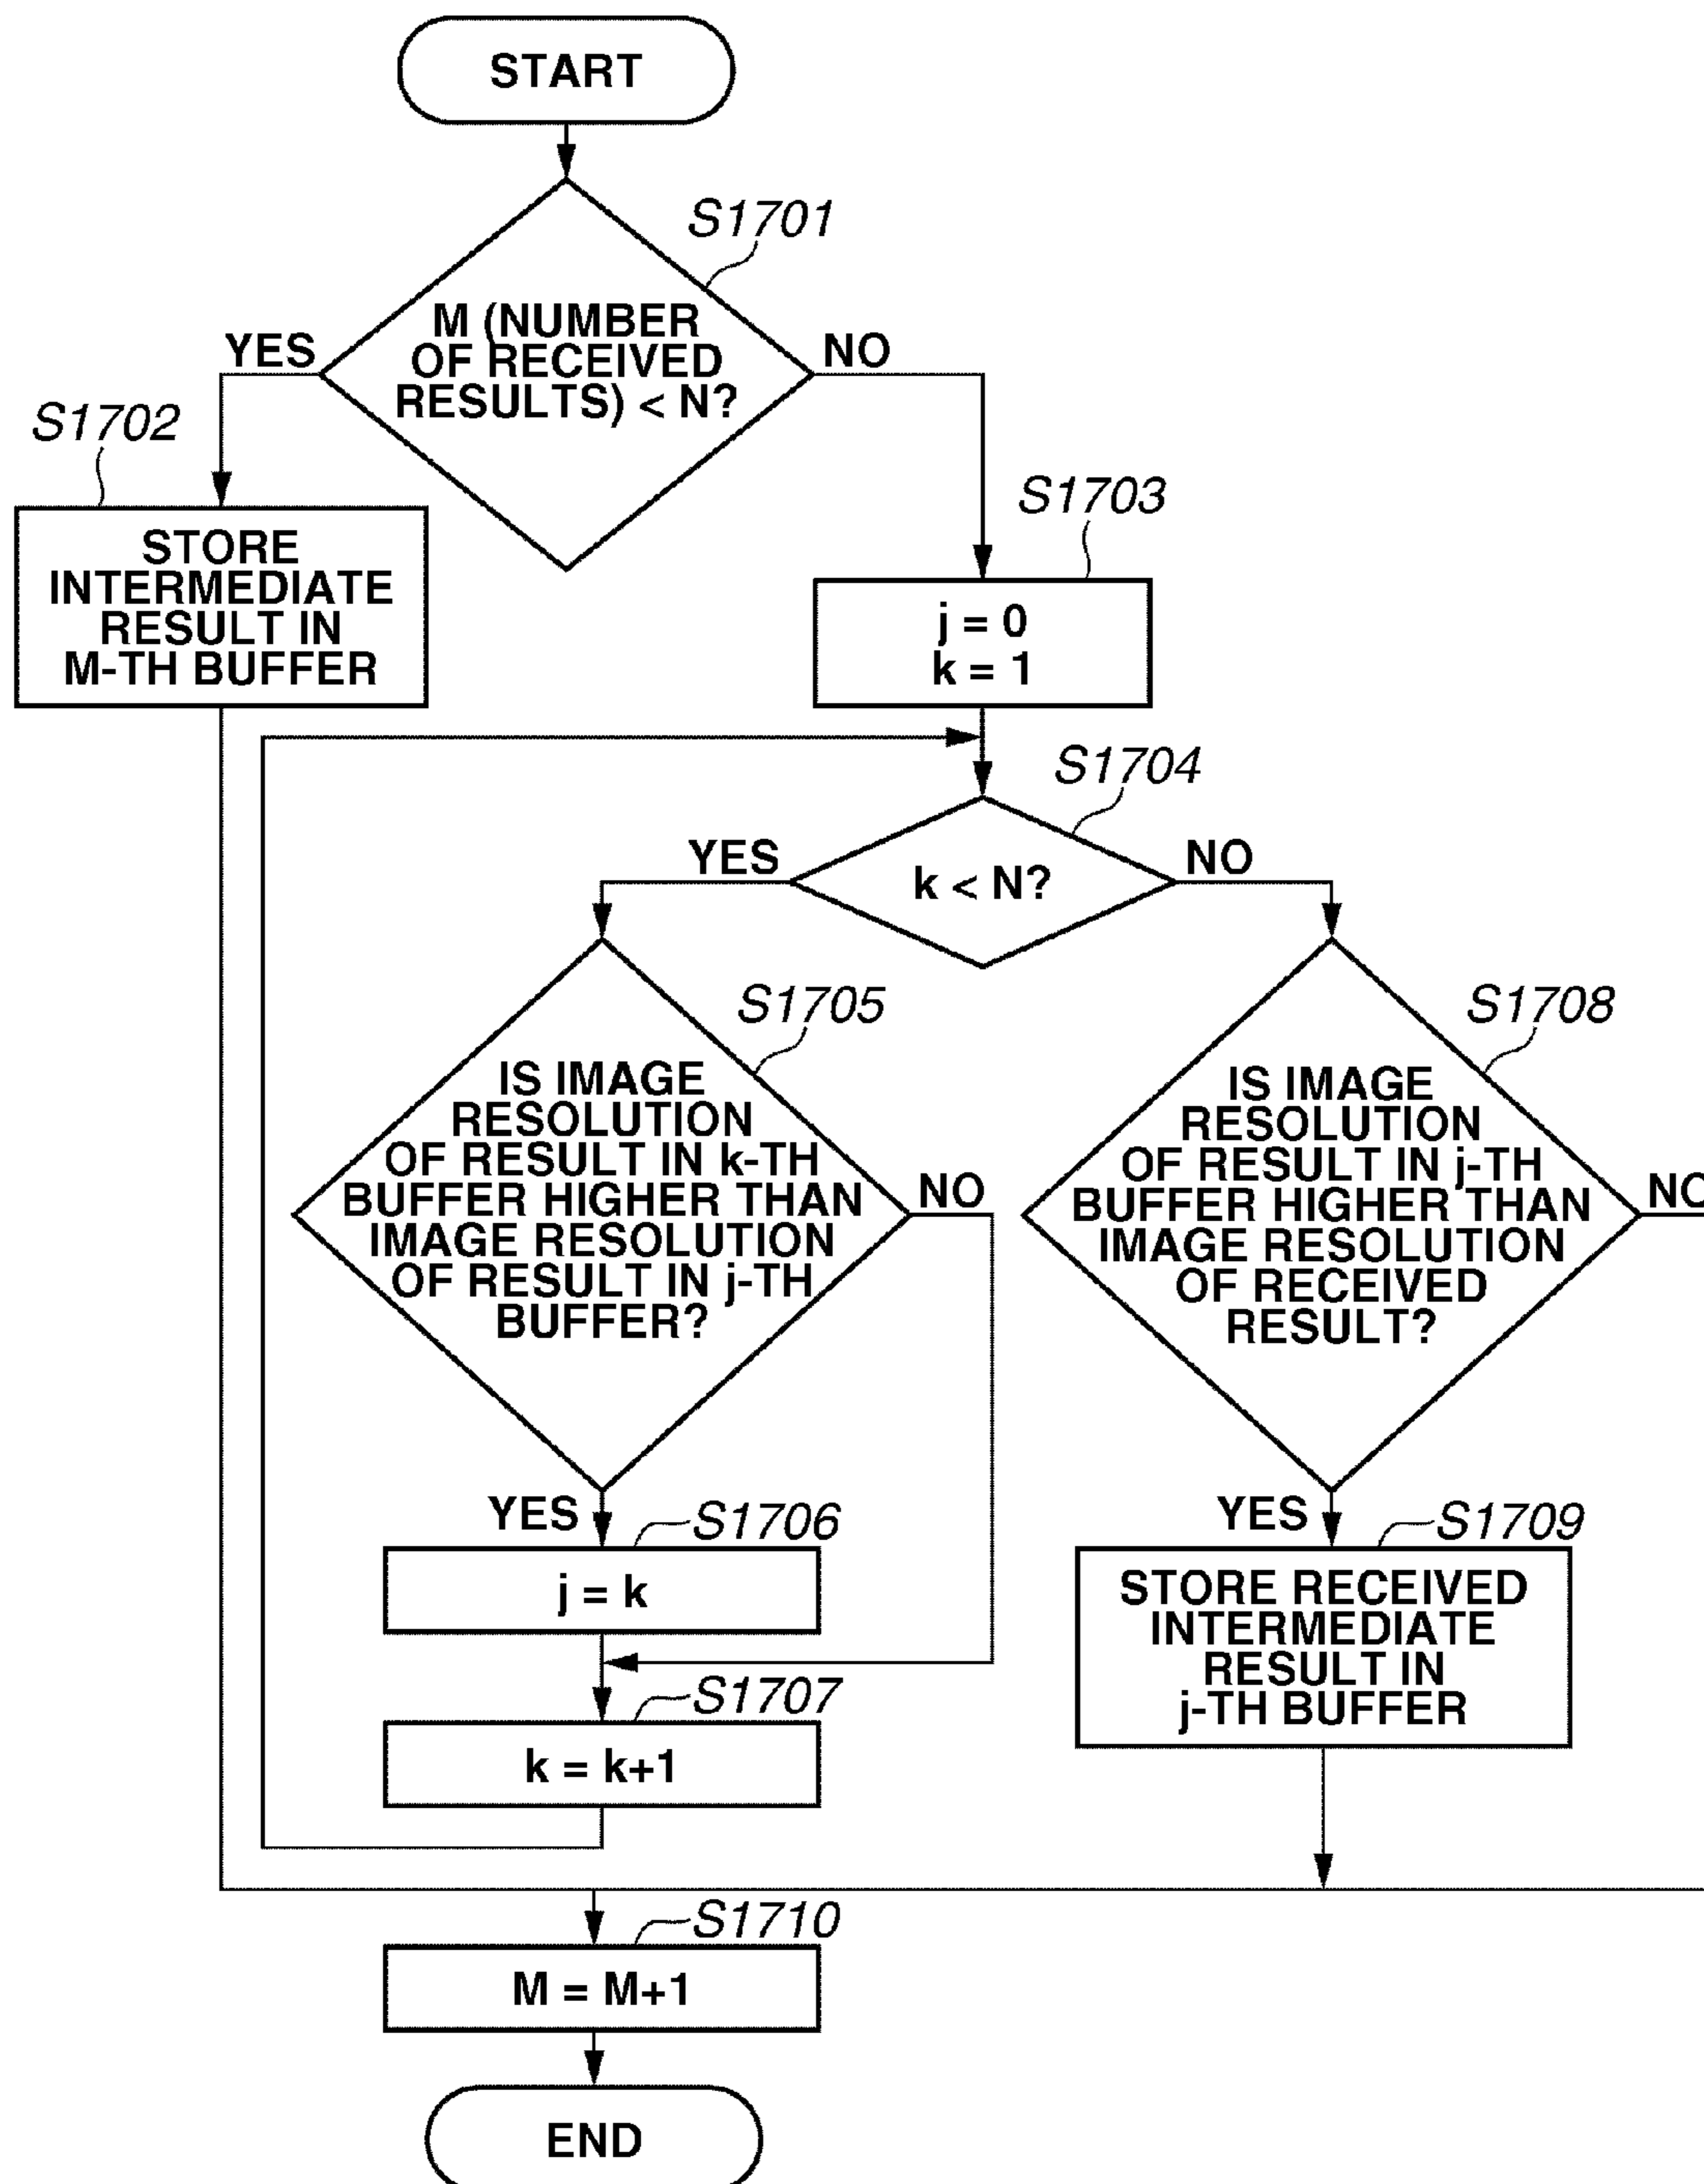 START
S1701
M (NUMBER
OF RECEIVED
RESULTS) < N?
YES
NO
S1702
STORE
INTERMEDIATE
RESULT IN
M-TH BUFFER
S1703
j = 0
k = 1
S1704
k < N?
YES
NO
S1705
IS IMAGE
RESOLUTION
OF RESULT IN k-TH
BUFFER HIGHER THAN
IMAGE RESOLUTION
OF RESULT IN j-TH
BUFFER?
NO
S1708
IS IMAGE
RESOLUTION
OF RESULT IN j-TH
BUFFER HIGHER THAN
IMAGE RESOLUTION
OF RECEIVED
RESULT?
NO
YES
S1706
j = k
YES
S1709
STORE RECEIVED
INTERMEDIATE
RESULT IN
j-TH BUFFER
S1707
k = k+1
S1710
M = M+1
END